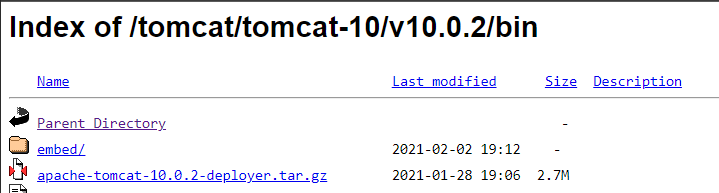 Index of /tomcat/tomcat-10/v10.0.2/bin
Name Last modified Size Description
Parent Directory -
embed/ 2021-02-02 19:12 -
apache-tomcat-10.0.2-deployer.tar.gz 2021-01-28 19:06 2.7M